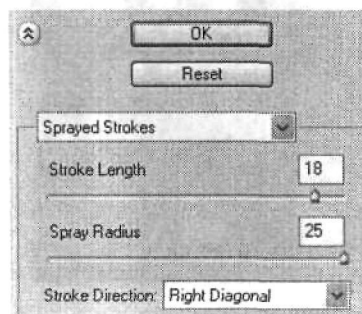 OK
Reset
Sprayed Strokes
Stroke Length 18
Spray Radius 25
Stroke Direction: Right Diagonal